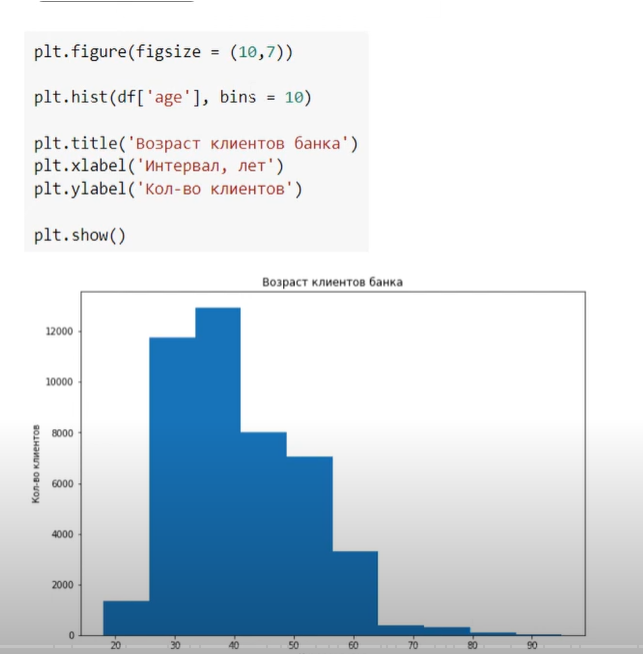 plt.figure(figsize = (10,7))
plt.hist(df['age'], bins = 10)
plt.title('Возраст клиентов банка')
plt.xlabel('Интервал, лет')
plt.ylabel('Кол-во клиентов')
plt.show()
Возраст клиентов банка
Кол-во клиентов
12000
10000
8000
6000
4000
2000
0
20 30 40 50 60 70 80 90